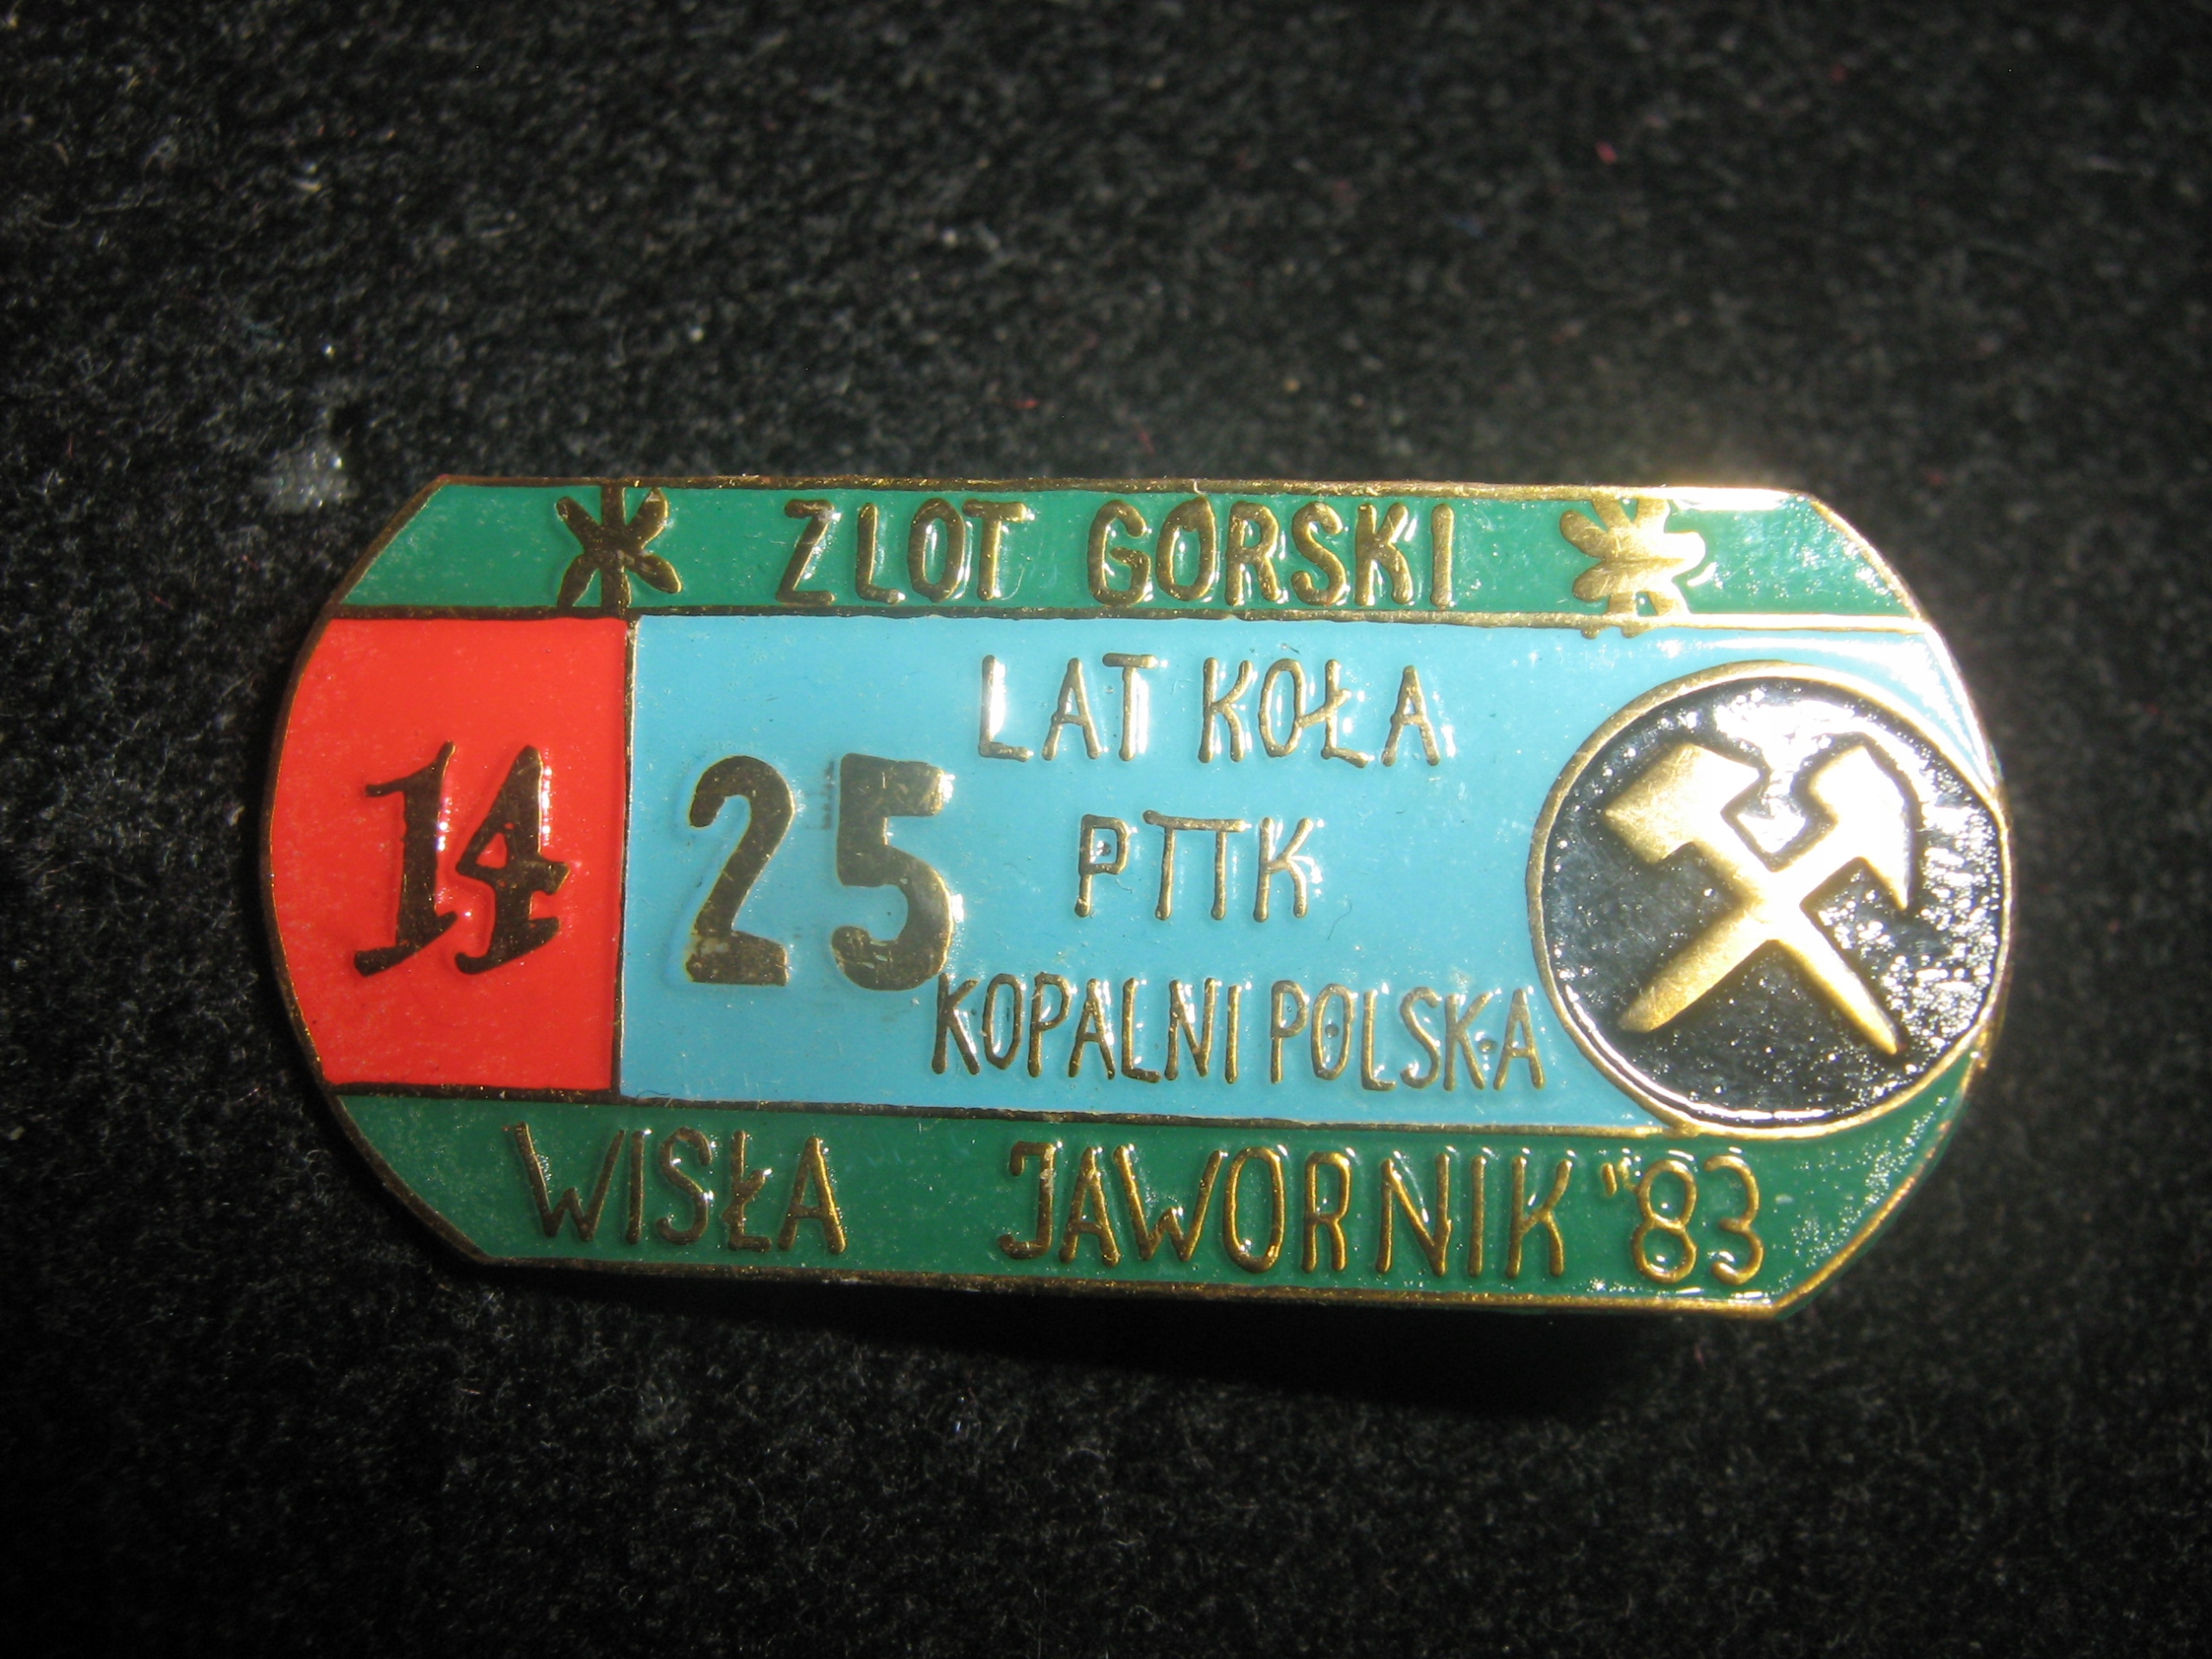 ZLOT GÓRSKI
14
25
LAT KOŁA
PTTK
KOPALNI POLSKA
WISŁA JAWORNIK "83